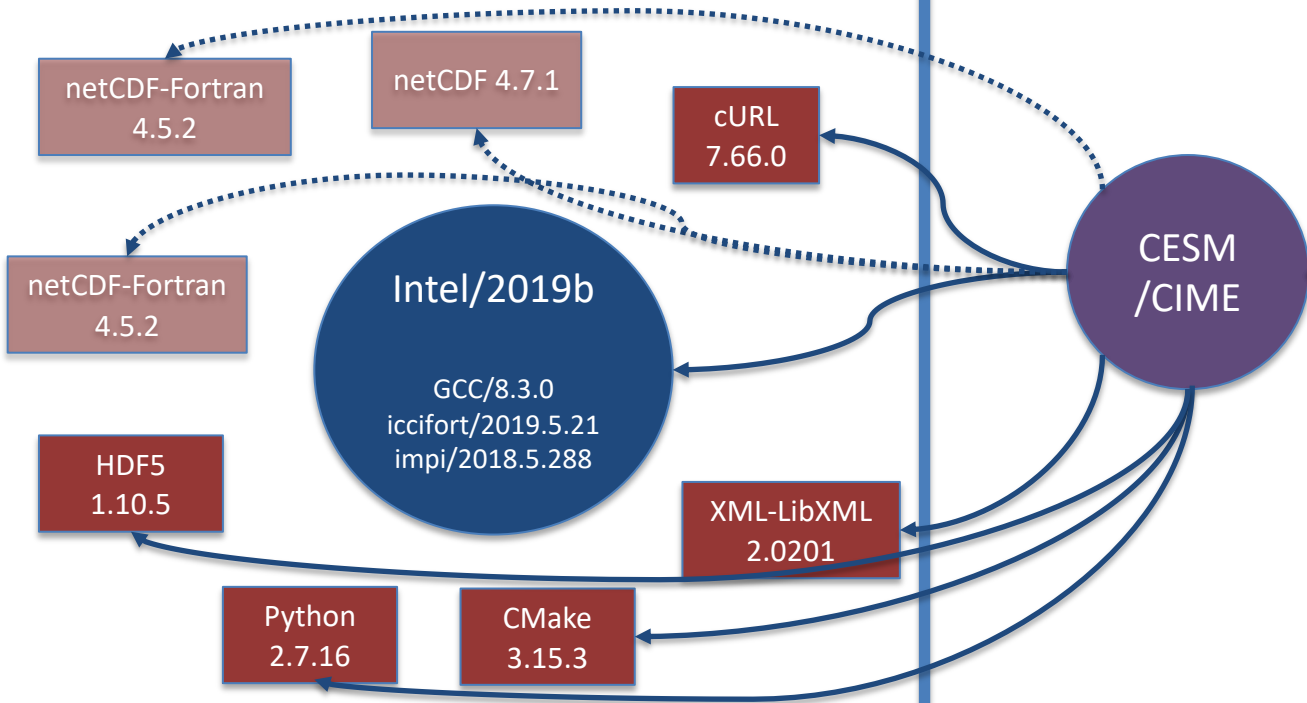 netCDF-Fortran
4.5.2
netCDF 4.7.1
cURL
7.66.0
CESM
/CIME
netCDF-Fortran
4.5.2
Intel/2019b
GCC/8.3.0
iccifort/2019.5.21
impi/2018.5.288
HDF5
1.10.5
XML-LibXML
2.0201
Python
2.7.16
CMake
3.15.3